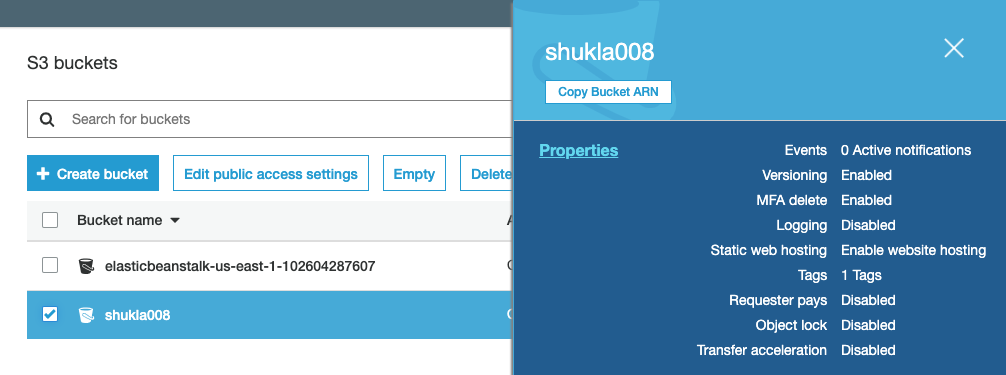 S3 buckets
Search for buckets
Create bucket
Edit public access settings
Empty
Delete
Bucket name
elasticbeanstalk-us-east-1-102604287607
shukla008
shukla008
Copy Bucket ARN
Properties
Events 0 Active notifications
Versioning Enabled
MFA delete Enabled
Logging Disabled
Static web hosting Enable website hosting
Tags 1 Tags
Requester pays Disabled
Object lock Disabled
Transfer acceleration Disabled